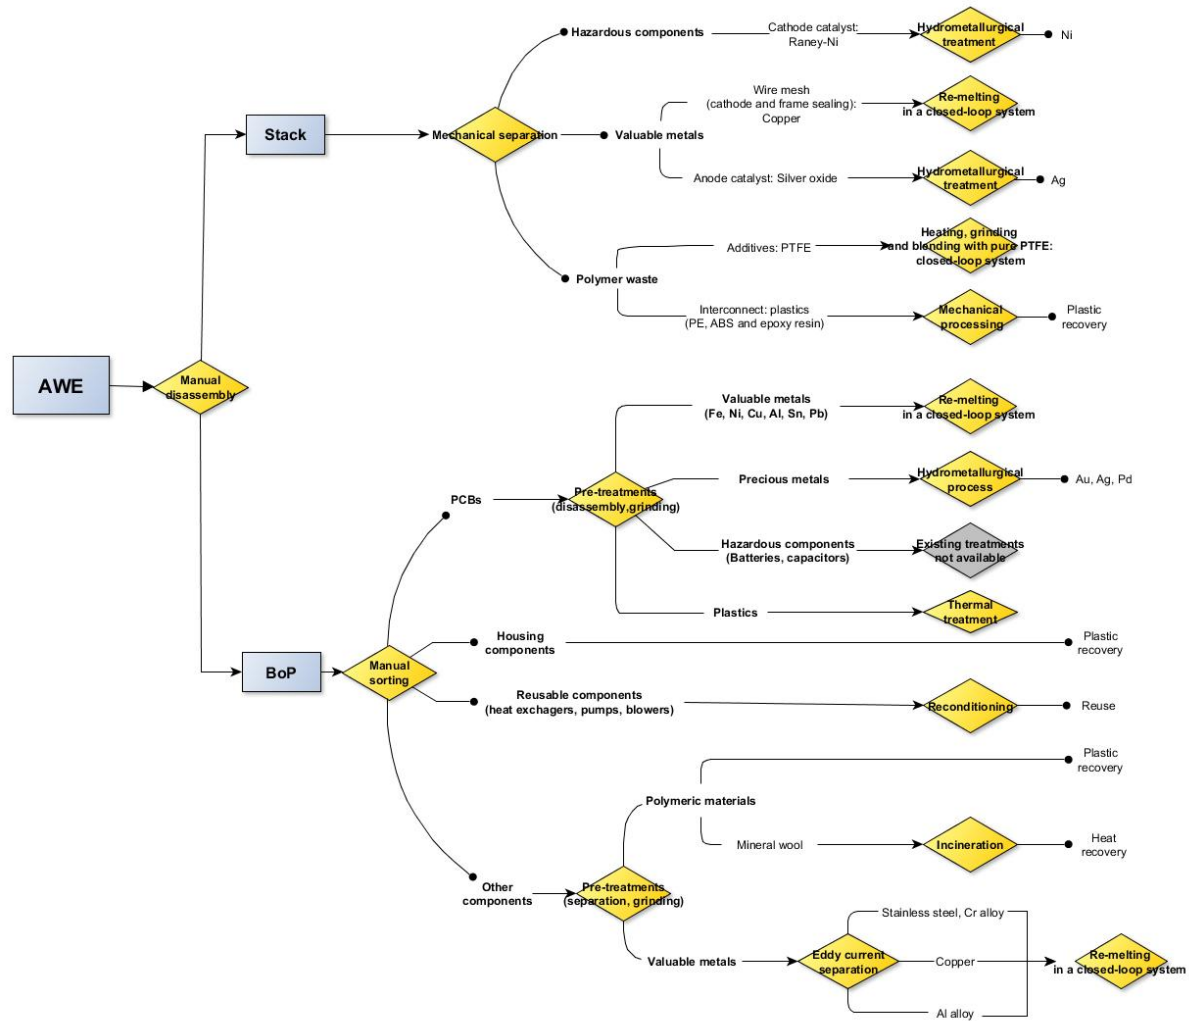 Hazardous components
Cathode catalyst:
Raney-Ni
Hydrometallurgical
treatment
Ni
Wire mesh
(cathode and frame sealing):
Copper
Re-melting
in a closed-loop system
Stack
Mechanical separation
Valuable metals
Anode catalyst: Silver oxide
Hydrometallurgical
treatment
Ag
Additives: PTFE
Heating, grinding
and blending with pure PTFE:
closed-loop system
Polymer waste
Interconnect: plastics
(PE, ABS and epoxy resin)
Mechanical
processing
Plastic
recovery
AWE
Manual
disassembly
Valuable metals
(Fe, Ni, Cu, Al, Sn, Pb)
Re-melting
in a closed-loop system
Precious metals
Hydrometallurgical
process
Au, Ag, Pd
PCBs
Pre-treatments
(disassembly,grinding)
Hazardous components
(Batteries, capacitors)
Existing treatments
not available
Plastics
Thermal
treatment
Housing
components
Plastic
recovery
BoP
Manual
sorting
Reusable components
(heat exchagers, pumps, blowers)
Reconditioning
Reuse
Plastic
recovery
Polymeric materials
Mineral wool
Incineration
Heat
recovery
Other
components
Pre-treatments
(separation, grinding)
Valuable metals
Eddy current
separation
Stainless steel, Cr alloy
Copper
Al alloy
Re-melting
in a closed-loop system